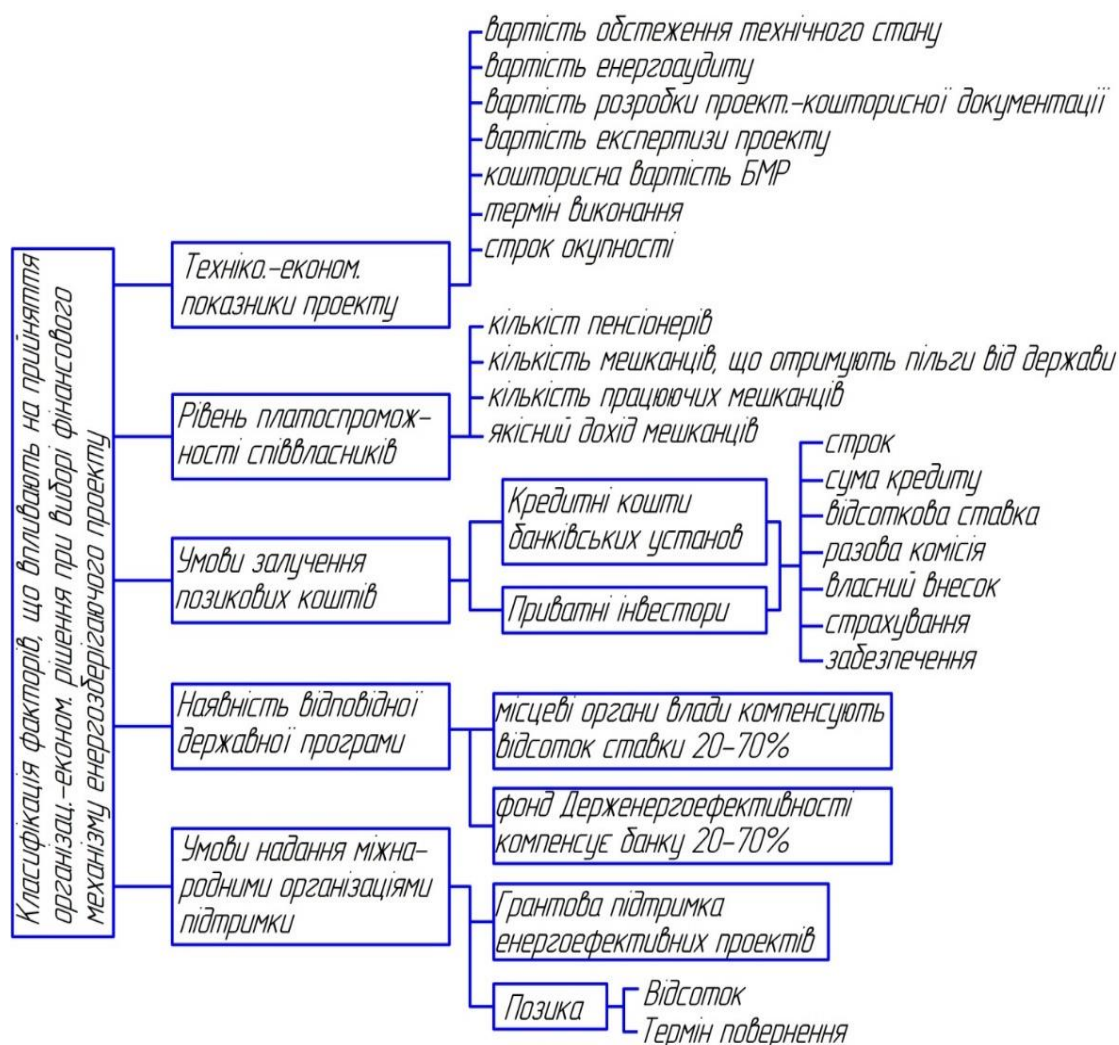 Класифікація факторів, що впливають на прийняття
організац.-економ. рішення при виборі фінансового
механізму енергозберігаючого проекту
Техніко.-економ.
показники проекту
вартість обстеження технічного стану
вартість енергоаудиту
вартість розробки проект.-кошторисної документації
вартість експертизи проекту
кошторисна вартість БМР
термін виконання
строк окупності
Рівень платоспромож-
ності співвласників
кількіст пенсіонерів
кількість мешканців, що отримують пільги від держави
кількість працюючих мешканців
якісний дохід мешканців
Умови залучення
позикових коштів
Кредитні кошти
банківських установ
Приватні інвестори
строк
сума кредиту
відсоткова ставка
разова комісія
власний внесок
страхування
забезпечення
Наявність відповідної
державної програми
місцеві органи влади компенсують
відсоток ставки 20-70%
фонд Держенергоефективності
компенсує банку 20-70%
Умови надання міжна-
родними організаціями
підтримки
Грантова підтримка
енергоефективних проектів
Позика
Відсоток
Термін повернення